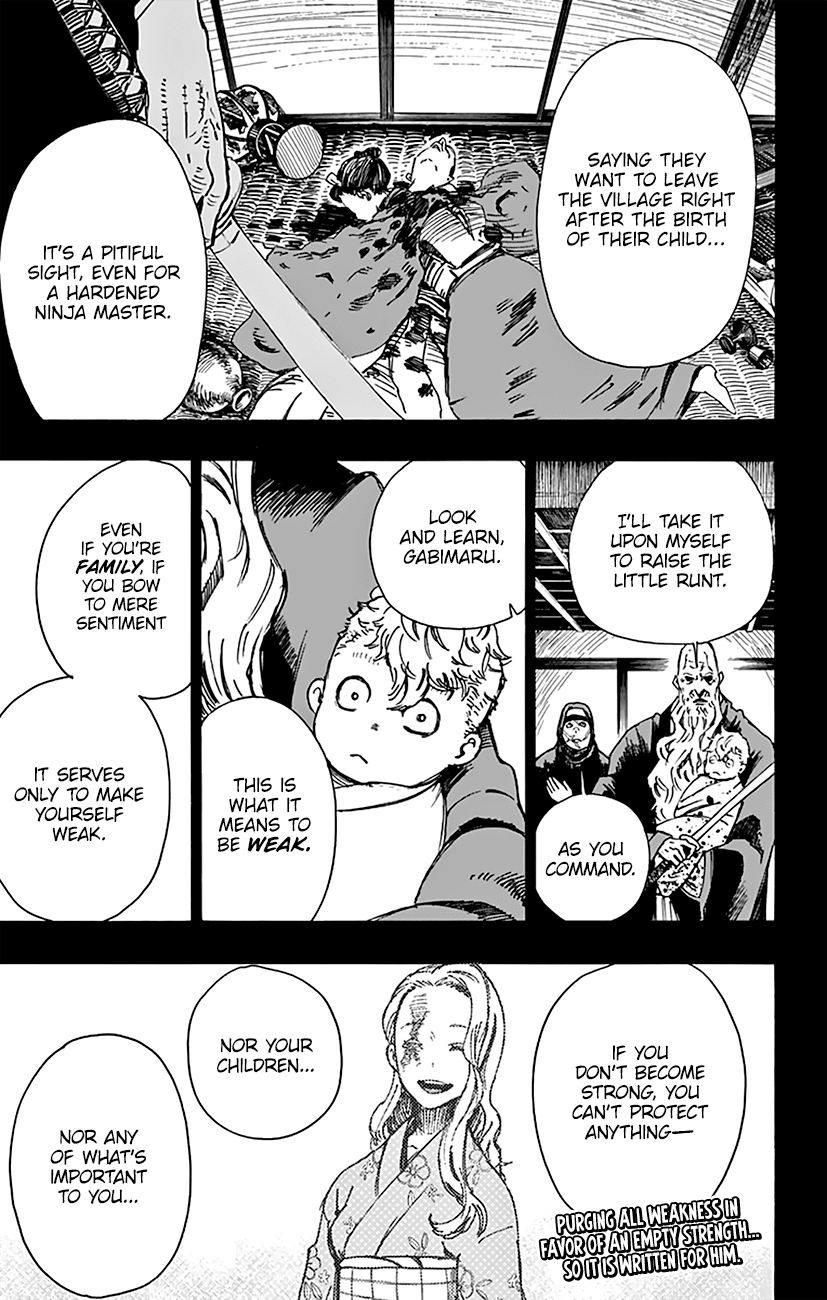 SAYING THEY
WANT TO LEAVE
THE VILLAGE RIGHT
AFTER THE BIRTH
OF THEIR CHILD...
IT'S A PITIFUL
SIGHT, EVEN FOR
A HARDENED
NINJA MASTER.
I'LL TAKE IT
UPON MYSELF
TO RAISE THE
LITTLE RUNT.
AS YOU
COMMAND.
LOOK
AND LEARN,
GABIMARU.
THIS IS
WHAT IT
MEANS TO
BE WEAK.
EVEN
IF YOU'RE
FAMILY, IF
YOU BOW
TO MERE
SENTIMENT
IT SERVES
ONLY TO MAKE
YOURSELF
WEAK.
IF YOU
DON'T BECOME
STRONG, YOU
CAN'T PROTECT
ANYTHING—
NOR YOUR
CHILDREN...
NOR ANY
OF WHAT'S
IMPORTANT
TO YOU...
PURGING ALL WEAKNESS IN
FAVOR OF AN EMPTY STRENGTH...
SO IT IS WRITTEN FOR HIM.